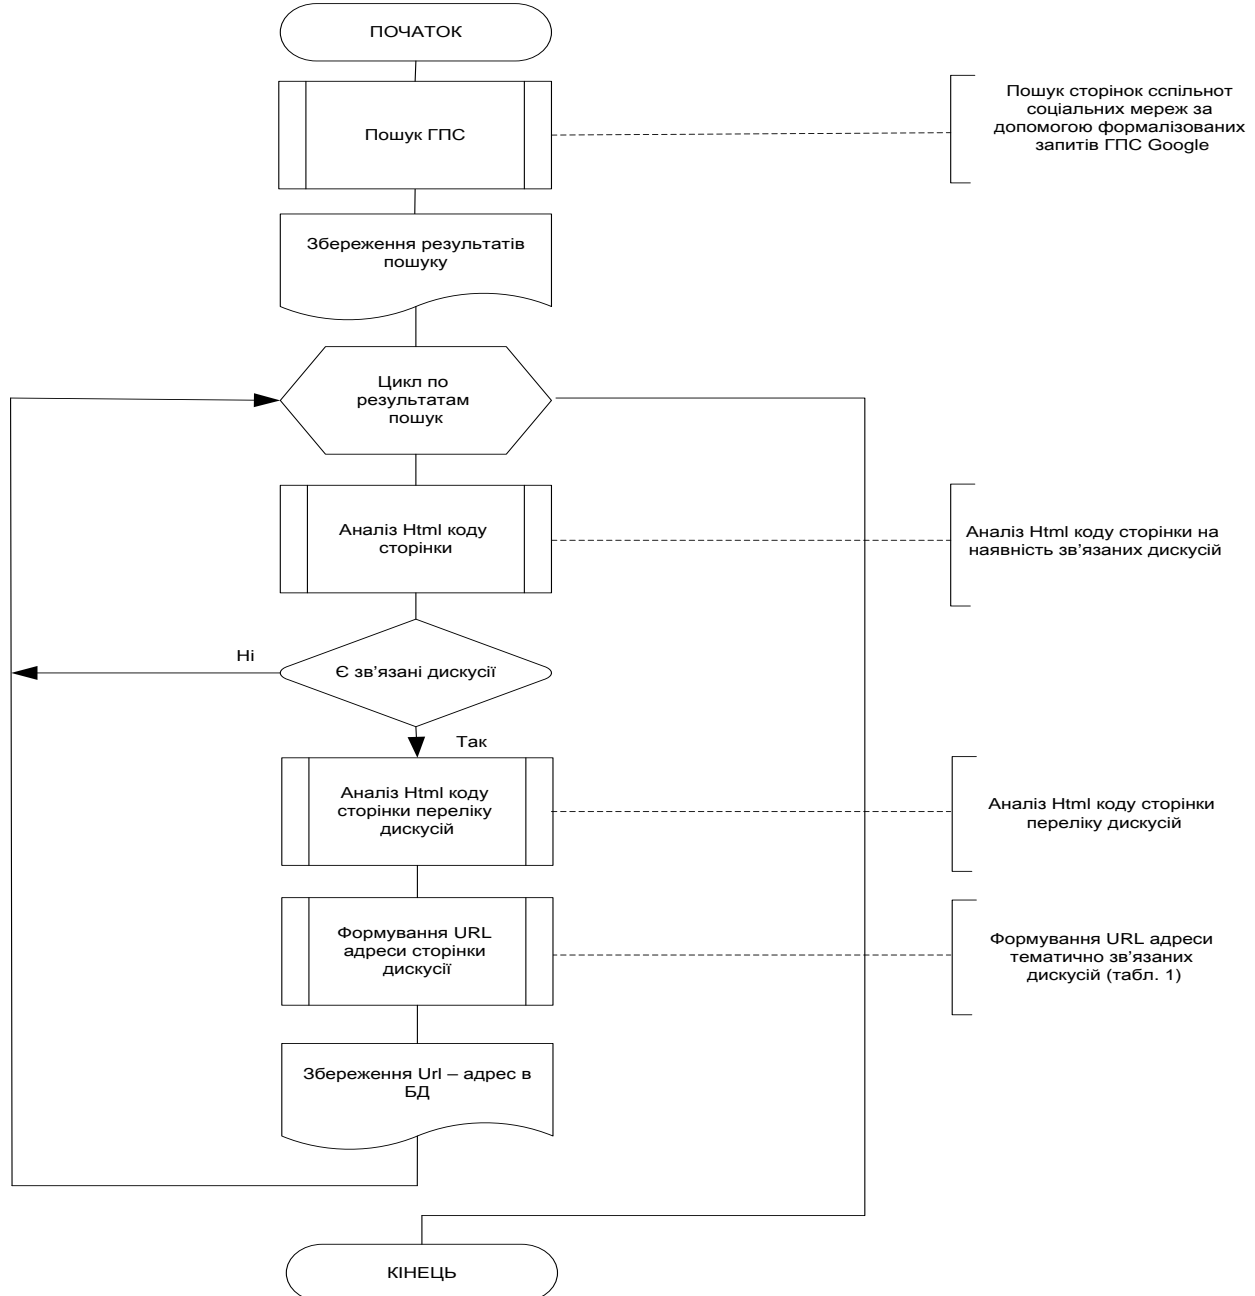 ПОЧАТОК
Пошук ГПС
Пошук сторінок сспільнот
соціальних мереж за
допомогою формалізованих
запитів ГПС Google
Збереження результатів
пошуку
Цикл по
результатам
пошук
Аналіз Html коду
сторінки
Аналіз Html коду сторінки на
наявність зв’язаних дискусій
Ні
Є зв’язані дискусії
Так
Аналіз Html коду
сторінки переліку
дискусій
Аналіз Html коду сторінки
переліку дискусій
Формування URL
адреси сторінки
дискусії
Формування URL адреси
тематично зв’язаних
дискусій (табл. 1)
Збереження Url – адрес в
БД
КІНЕЦЬ